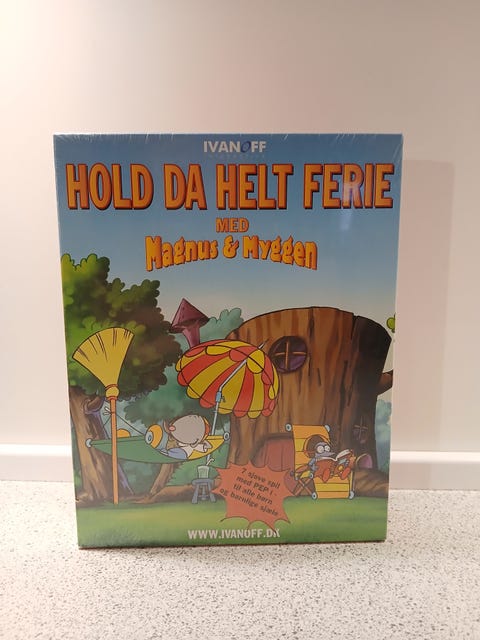 IVANOFF
INTERACTIVE
HOLD DA HELT FERIE
MED
Magnus & Myggen
7 sjove spil
med PEP i -
til alle børn
og barnlige sjæle
WWW.IVANOFF.DK